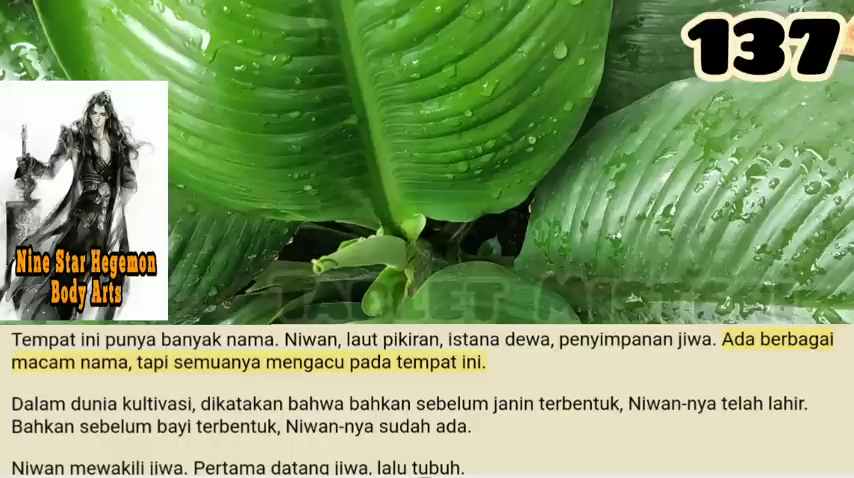 137
Nine Star Hegemon
Body Arts
TABLET MISTERI
Tempat ini punya banyak nama. Niwan, laut pikiran, istana dewa, penyimpanan jiwa. Ada berbagai
macam nama, tapi semuanya mengacu pada tempat ini.
Dalam dunia kultivasi, dikatakan bahwa bahkan sebelum janin terbentuk, Niwan-nya telah lahir.
Bahkan sebelum bayi terbentuk, Niwan-nya sudah ada.
Niwan mewakili jiwa. Pertama datang jiwa, lalu tubuh.